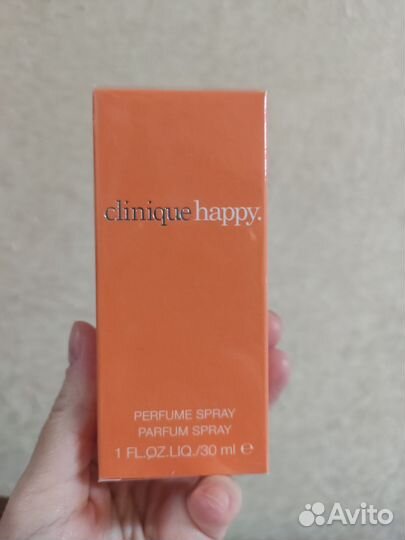 clinique happy.
PERFUME SPRAY
PARFUM SPRAY
1 FL.OZ.LIQ./30 ml ℮
Avito